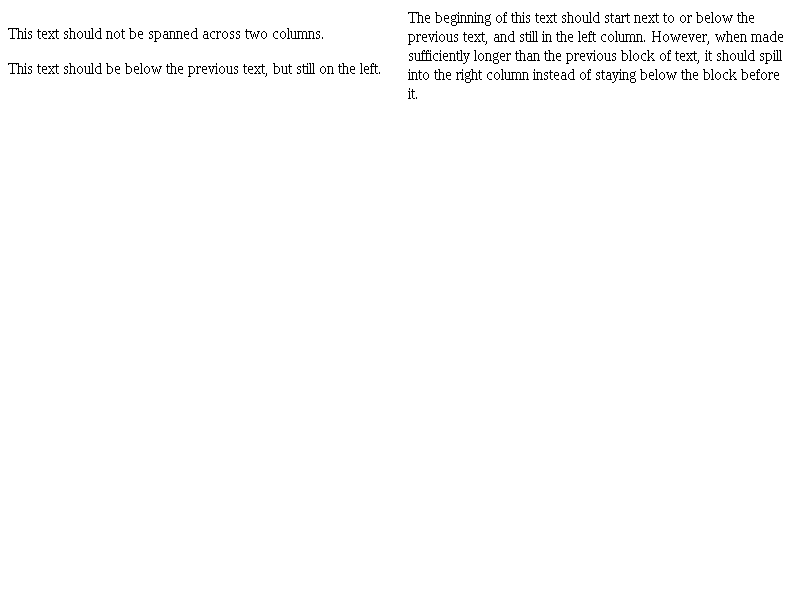 This text should not be spanned across two columns.
This text should be below the previous text, but still on the left.
The beginning of this text should start next to or below the
previous text, and still in the left column. However, when made
sufficiently longer than the previous block of text, it should spill
into the right column instead of staying below the block before
it.